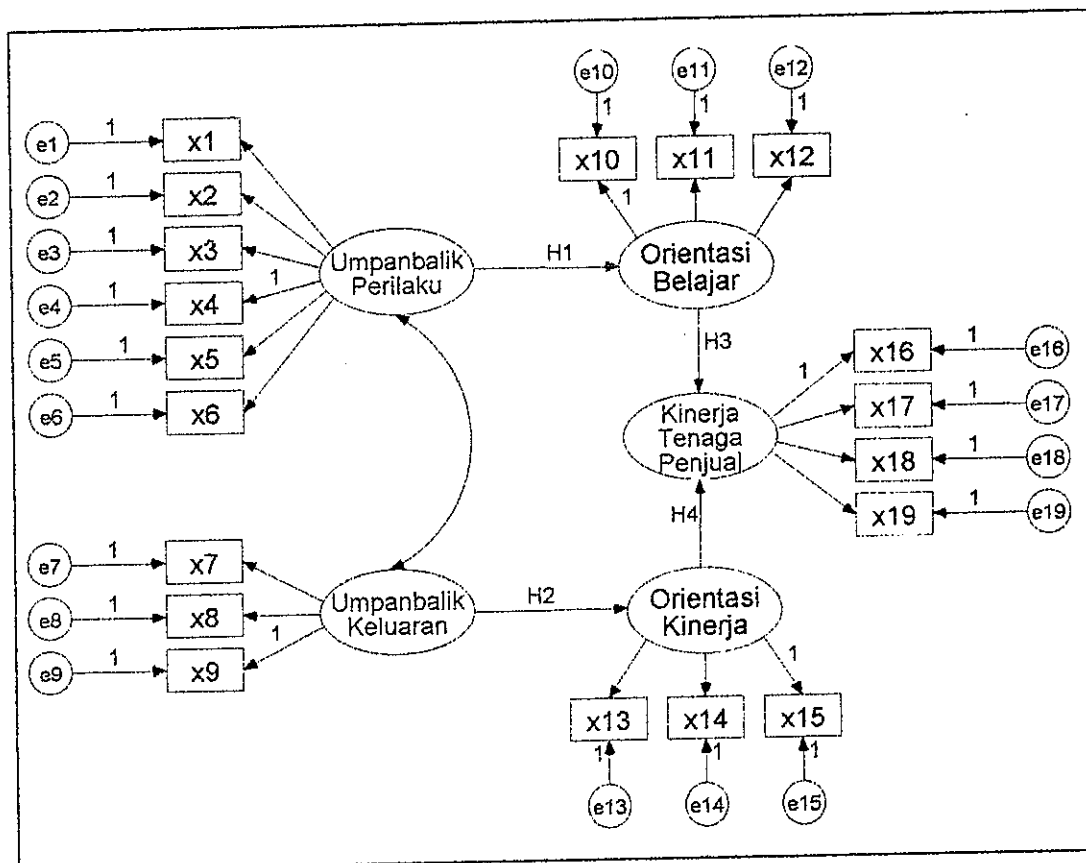 e10
e11
e12
1
1
1
x10
x11
x12
1
e1
1
x1
e2
1
x2
e3
1
x3
e4
1
x4
1
e5
1
x5
e6
1
x6
Umpanbalik
Perilaku
H1
Orientasi
Belajar
H3
Kinerja
Tenaga
Penjual
1
x16
1
e16
x17
1
e17
x18
1
e18
x19
1
e19
H4
e7
1
x7
e8
1
x8
e9
1
x9
1
Umpanbalik
Keluaran
H2
Orientasi
Kinerja
1
x13
x14
x15
1
1
1
e13
e14
e15